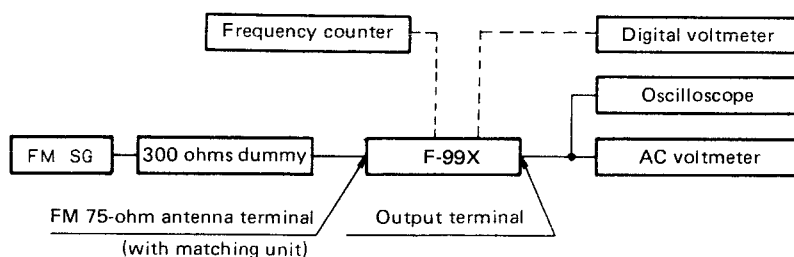 Frequency counter
Digital voltmeter
Oscilloscope
FM SG
300 ohms dummy
F-99X
AC voltmeter
FM 75-ohm antenna terminal
(with matching unit)
Output terminal